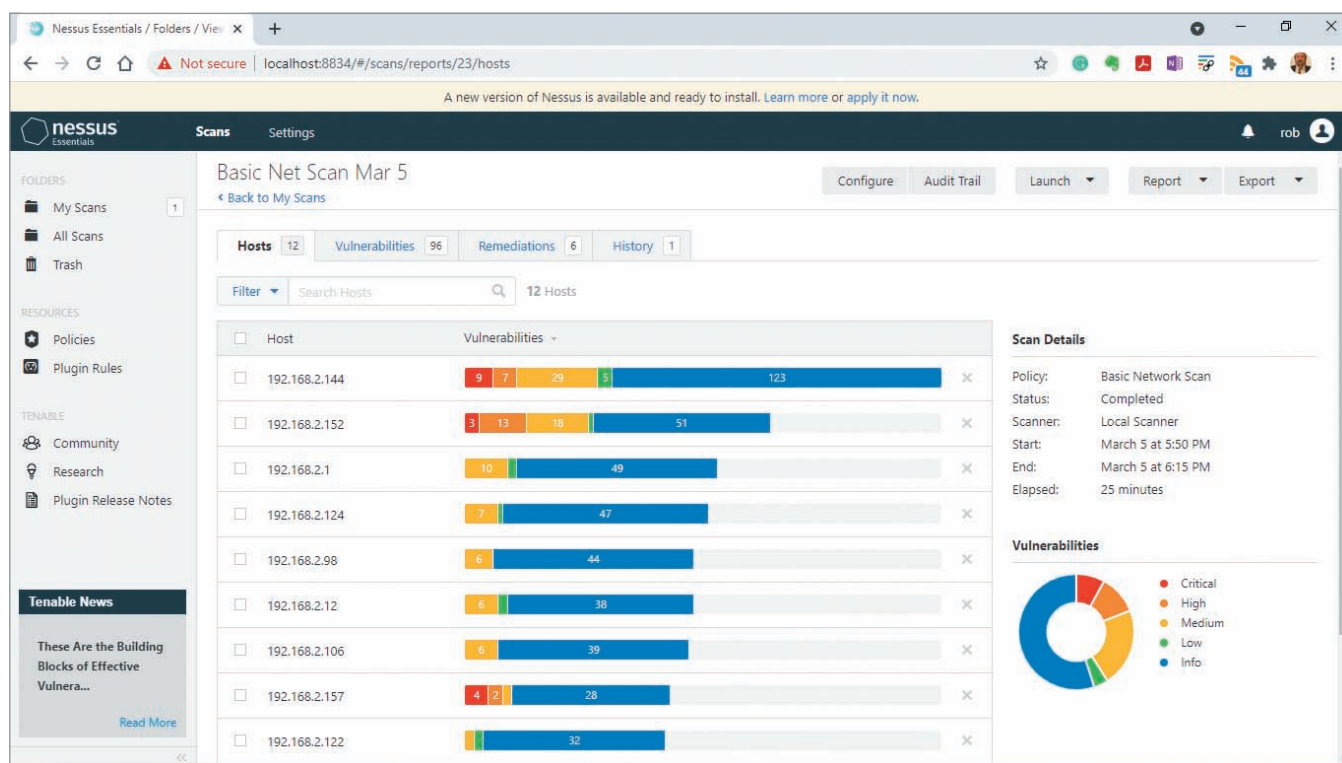 Nessus Essentials / Folders / Vie
Not secure | localhost:8834/#/scans/reports/23/hosts
44
A new version of Nessus is available and ready to install. Learn more or apply it now.
nessus
Essentials
Scans
Settings
rob
FOLDERS
My Scans 1
All Scans
Trash
RESOURCES
Policies
Plugin Rules
TENABLE
Community
Research
Plugin Release Notes
Tenable News
These Are the Building
Blocks of Effective
Vulnera...
Read More
Basic Net Scan Mar 5
Back to My Scans
Configure
Audit Trail
Launch
Report
Export
Hosts 12
Vulnerabilities 96
Remediations 6
History 1
Filter
Search Hosts
12 Hosts
Host Vulnerabilities
192.168.2.144 9 7 29 5 123
192.168.2.152 3 13 18 51
192.168.2.1 10 49
192.168.2.124 7 47
192.168.2.98 6 44
192.168.2.12 6 38
192.168.2.106 6 39
192.168.2.157 4 2 28
192.168.2.122 32
Scan Details
Policy: Basic Network Scan
Status: Completed
Scanner: Local Scanner
Start: March 5 at 5:50 PM
End: March 5 at 6:15 PM
Elapsed: 25 minutes
Vulnerabilities
Critical
High
Medium
Low
Info